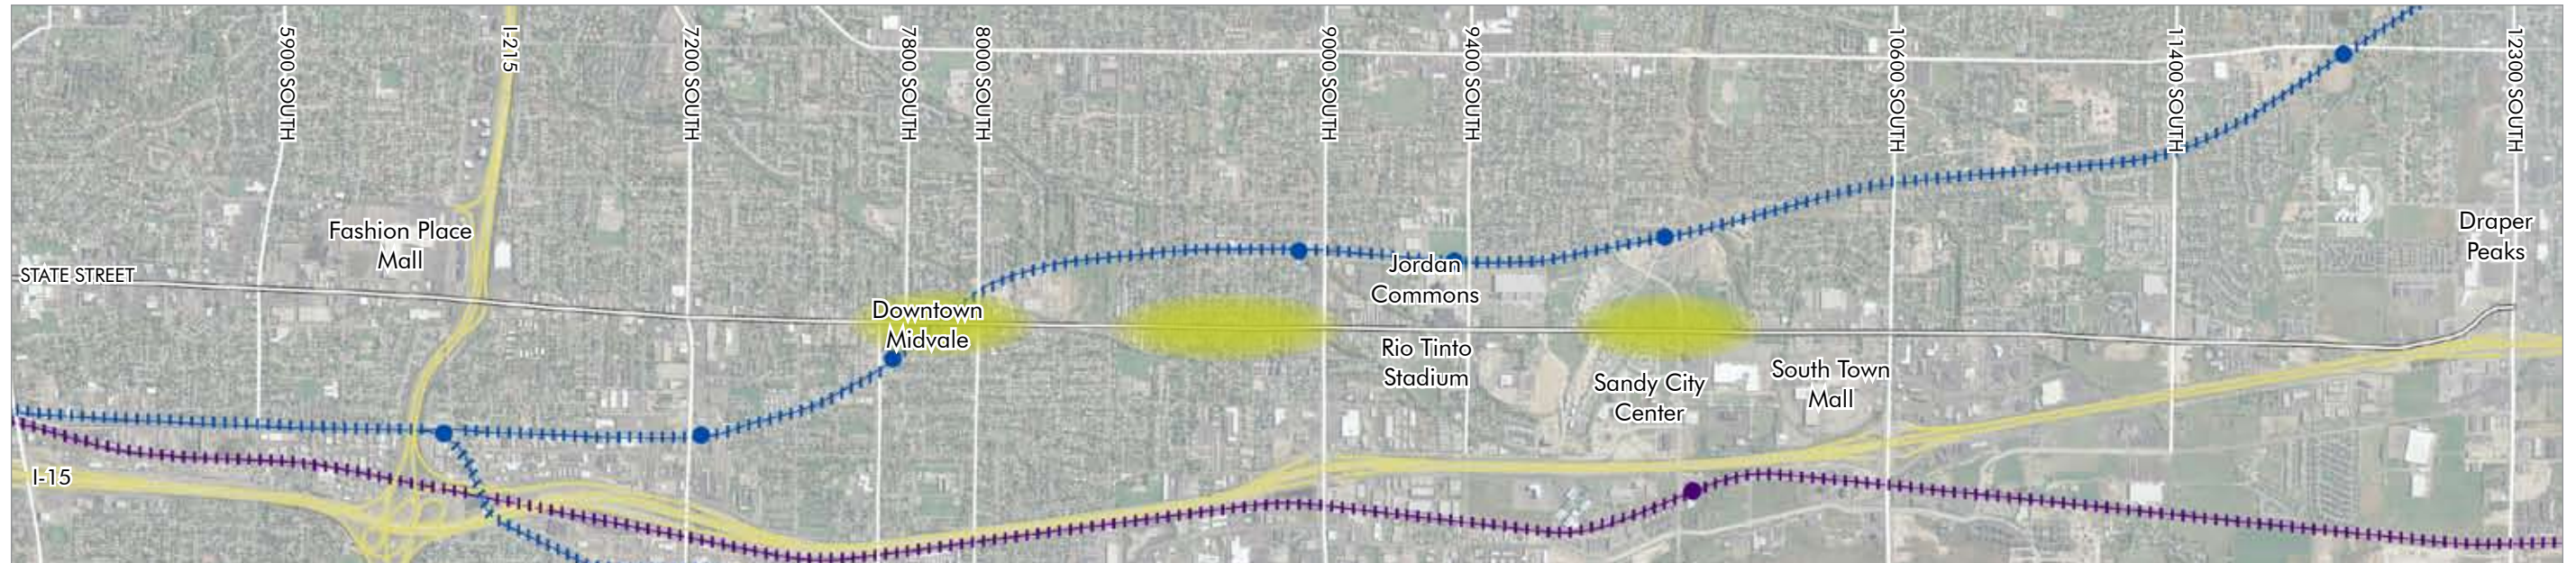 5900 SOUTH
I-215
7200 SOUTH
7800 SOUTH
8000 SOUTH
9000 SOUTH
9400 SOUTH
10600 SOUTH
11400 SOUTH
12300 SOUTH
Fashion Place
Mall
STATE STREET
Downtown
Midvale
Jordan
Commons
Rio Tinto
Stadium
Sandy City
Center
South Town
Mall
Draper
Peaks
I-15